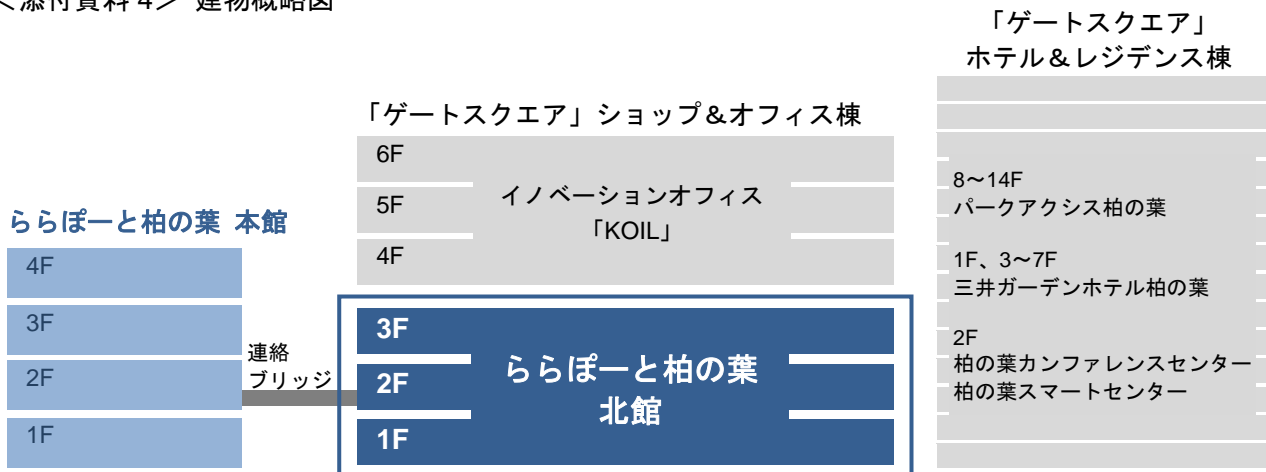 ＜添付資料４＞ 建物概略図
「ゲートスクエア」
ホテル＆レジデンス棟
「ゲートスクエア」ショップ＆オフィス棟
6F
5F
4F
イノベーションオフィス
「KOIL」
ららぽーと柏の葉 本館
4F
3F
2F
1F
連絡
ブリッジ
3F
2F
1F
ららぽーと柏の葉
北館
8～14F
パークアクシス柏の葉
1F、3～7F
三井ガーデンホテル柏の葉
2F
柏の葉カンファレンスセンター
柏の葉スマートセンター